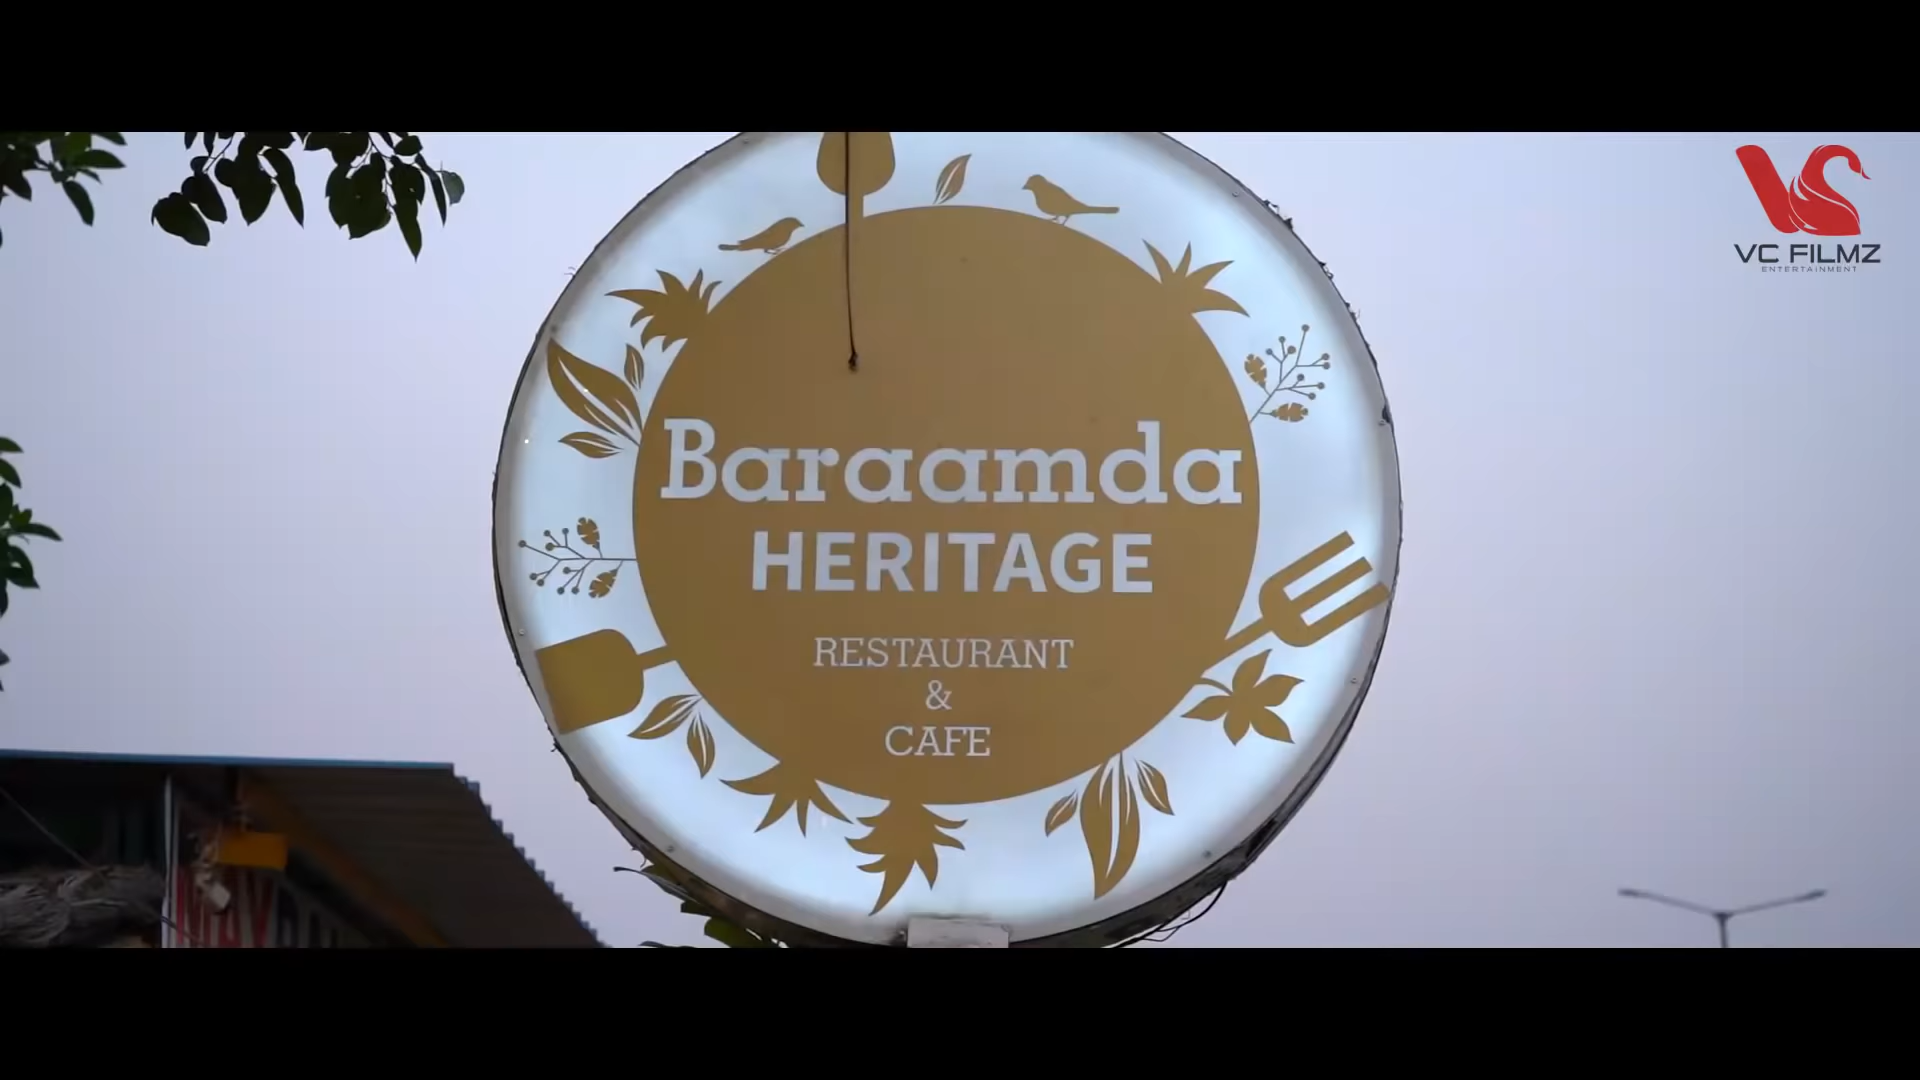 VC FILMZ
ENTERTAINMENT
Baraamda
HERITAGE
RESTAURANT
&
CAFE